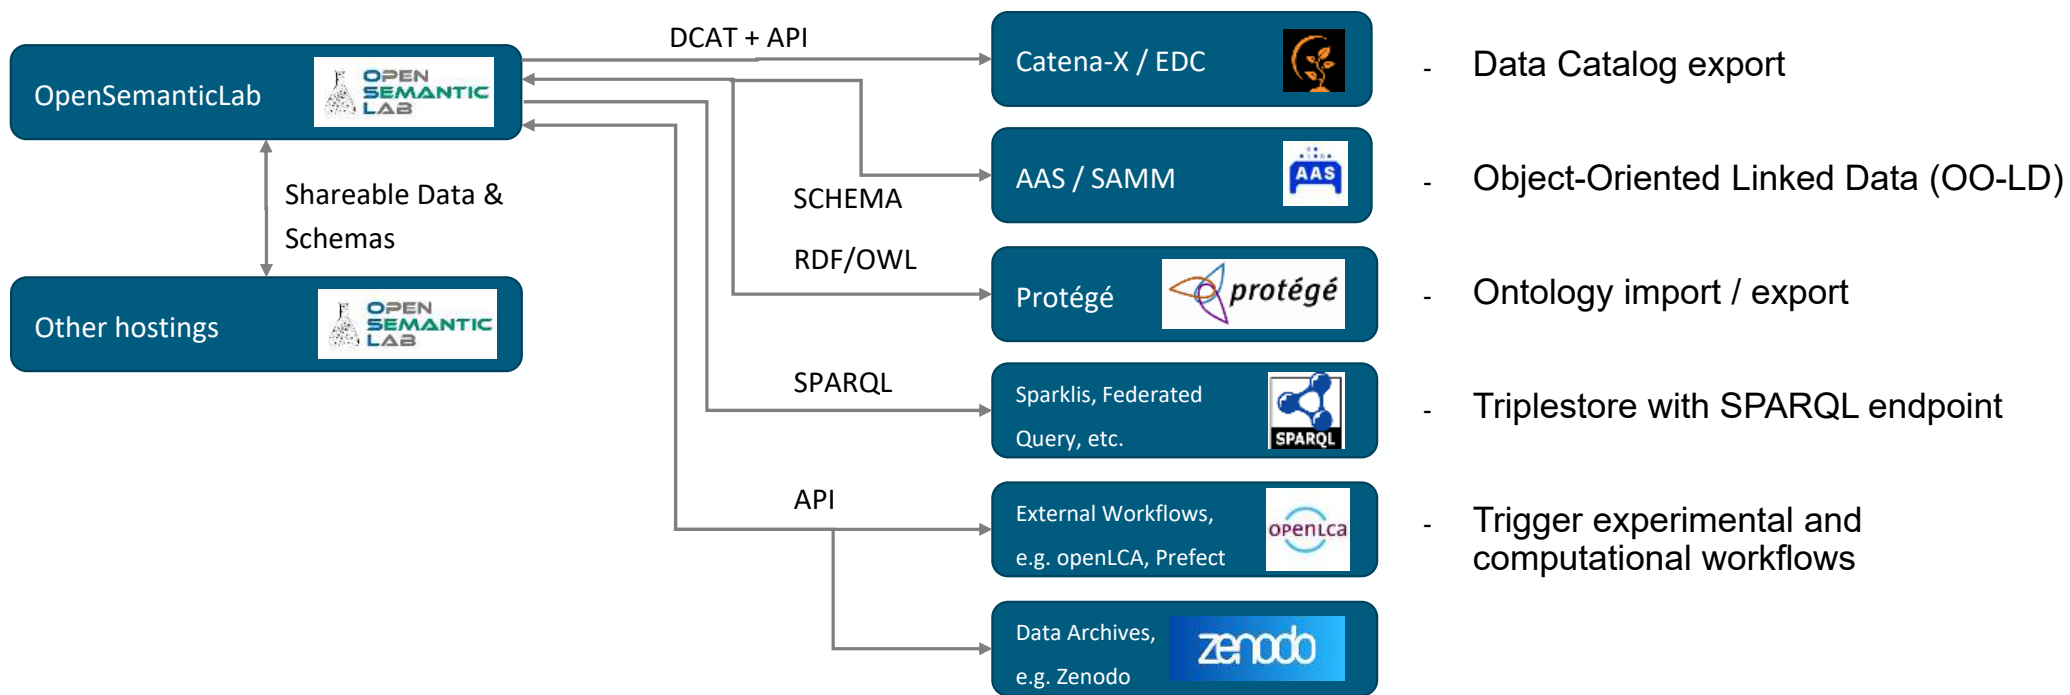 OpenSemanticLab
OPEN
SEMANTIC
LAB
Shareable Data &
Schemas
Other hostings
OPEN
SEMANTIC
LAB
DCAT + API
SCHEMA
RDF/OWL
SPARQL
API
Catena-X / EDC
- Data Catalog export
AAS / SAMM
AAS
- Object-Oriented Linked Data (OO-LD)
Protégé
protégé
- Ontology import / export
Sparklis, Federated
Query, etc.
SPARQL
- Triplestore with SPARQL endpoint
External Workflows,
e.g. openLCA, Prefect
openLca
- Trigger experimental and
computational workflows
Data Archives,
e.g. Zenodo
zenodo